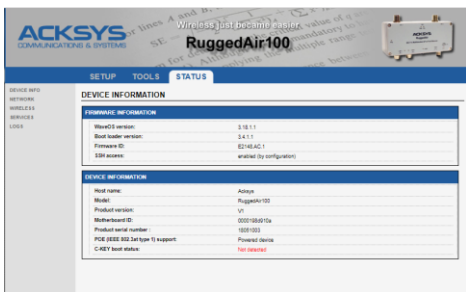 ACKSYS
COMMUNICATIONS & SYSTEMS
Wireless just became easier
RuggedAir100
SETUP TOOLS STATUS
DEVICE INFO
NETWORK
WIRELESS
SERVICES
LOGS
DEVICE INFORMATION
FIRMWARE INFORMATION
WaveOS version: 3.18.1.1
Boot loader version: 3.4.1.1
Firmware ID: E2148.AC.1
SSH access: enabled (by configuration)
DEVICE INFORMATION
Host name: Acksys
Model: RuggedAir100
Product version: V1
Motherboard ID:
Product serial number :
POE (IEEE 802.3at type 1) support: Powered device
C-KEY boot status: Not detected